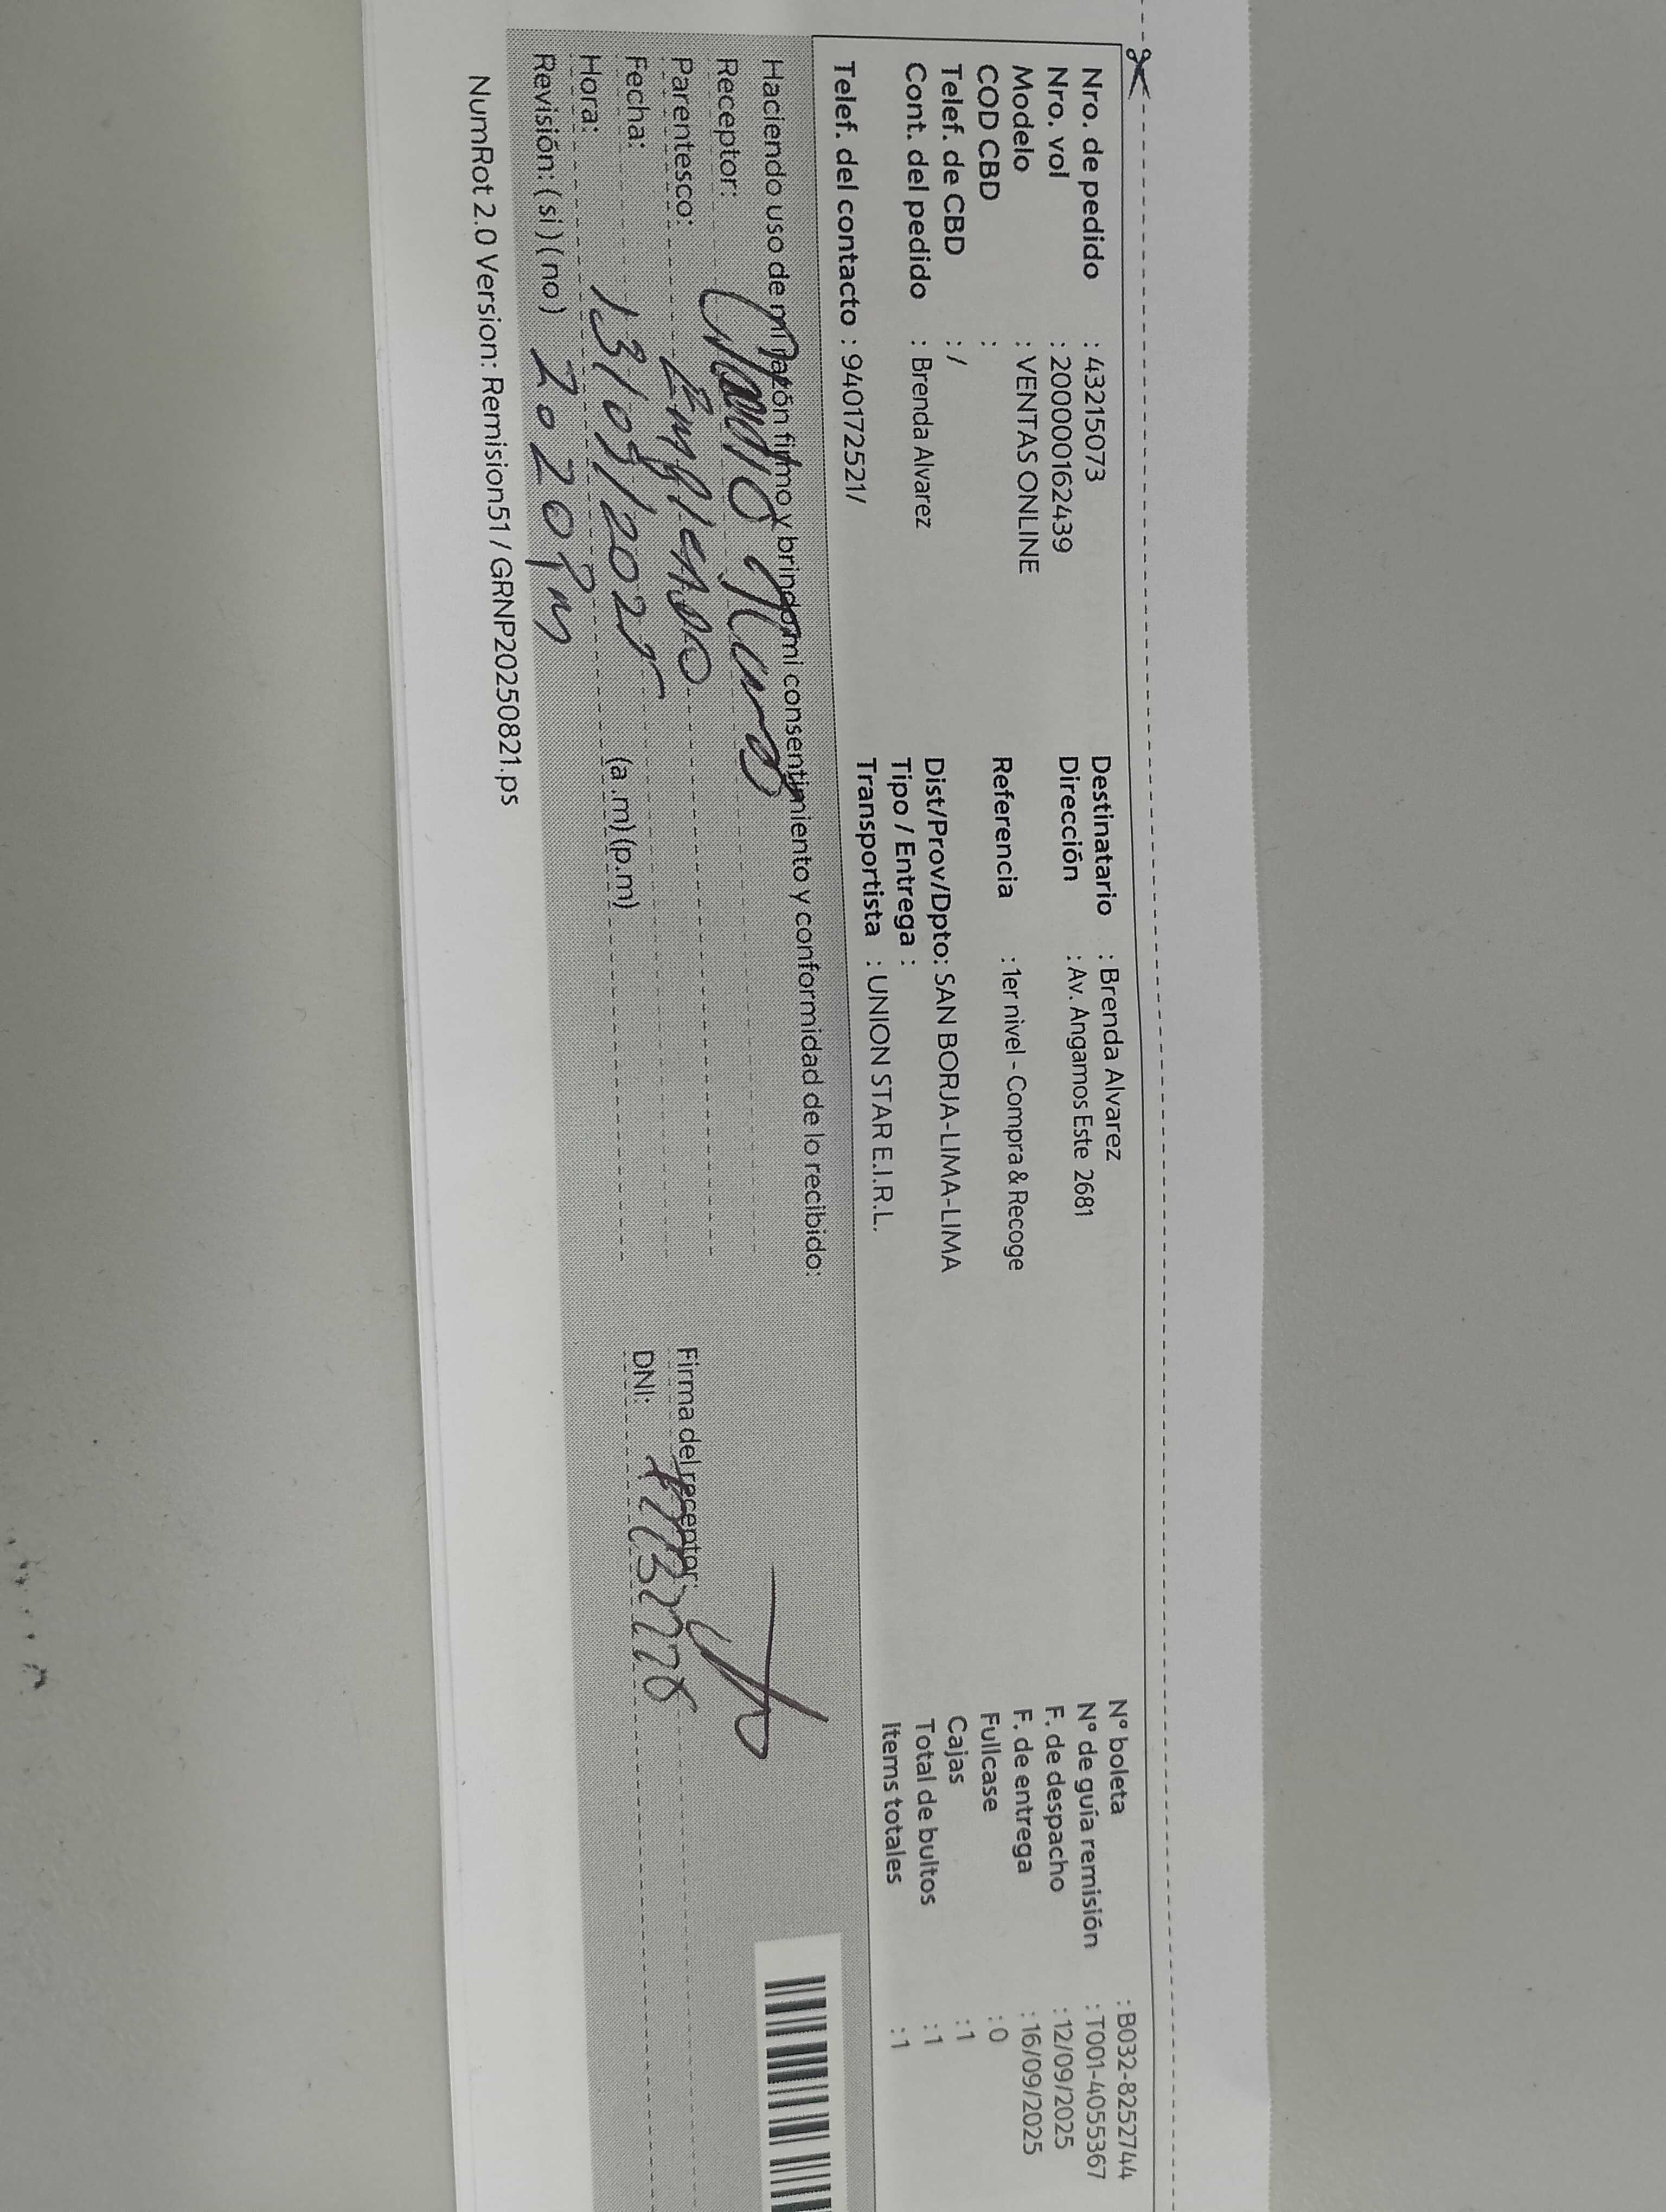 Nro. de pedido : 43215073
Nro. vol : 200000162439
Modelo : VENTAS ONLINE
COD CBD :
Telef. de CBD : /
Cont. del pedido : Brenda Alvarez
Telef. del contacto : 940172521/
Destinatario : Brenda Alvarez
Dirección : Av. Angamos Este 2681
Referencia : 1er nivel - Compra & Recoge
Dist/Prov/Dpto: SAN BORJA-LIMA-LIMA
Tipo / Entrega :
Transportista : UNION STAR E.I.R.L.
Nº boleta : B032-8252744
Nº de guía remisión : T001-4055367
F. de despacho : 12/09/2025
F. de entrega : 16/09/2025
Fullcase : 0
Cajas : 1
Total de bultos : 1
Items totales : 1
Haciendo uso de mi razón firmo y brindo mi consentimiento y conformidad de lo recibido:
Receptor:
Parentesco:
Fecha: 13/09/2025
Hora: (a.m) (p.m)
Revisión: ( si ) ( no ) 2020Pm
Firma del receptor:
DNI:
NumRot 2.0 Version: Remision51 / GRNP20250821.ps